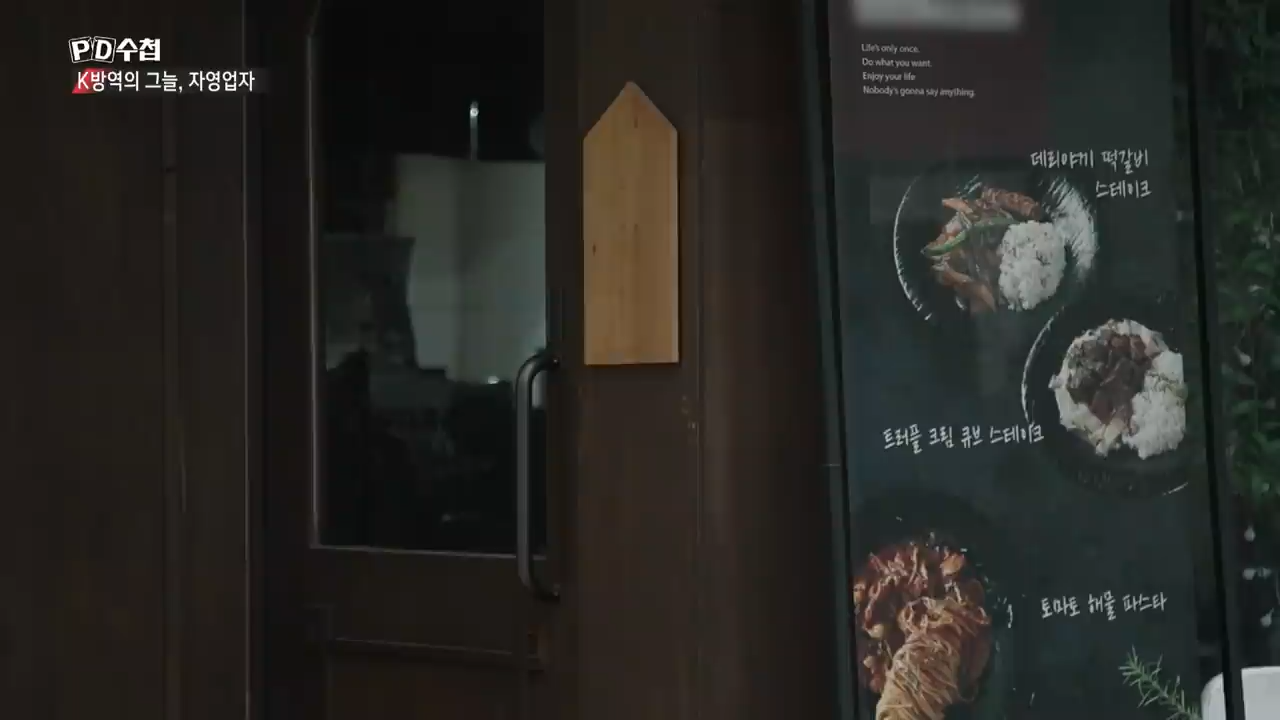 PD수첩
K방역의 그늘, 자영업자
Life's only once.
Do what you want.
Enjoy your life
Nobody's gonna say anything.
데리야끼 떡갈비
스테이크
트러플 크림 큐브 스테이크
토마토 해물 파스타